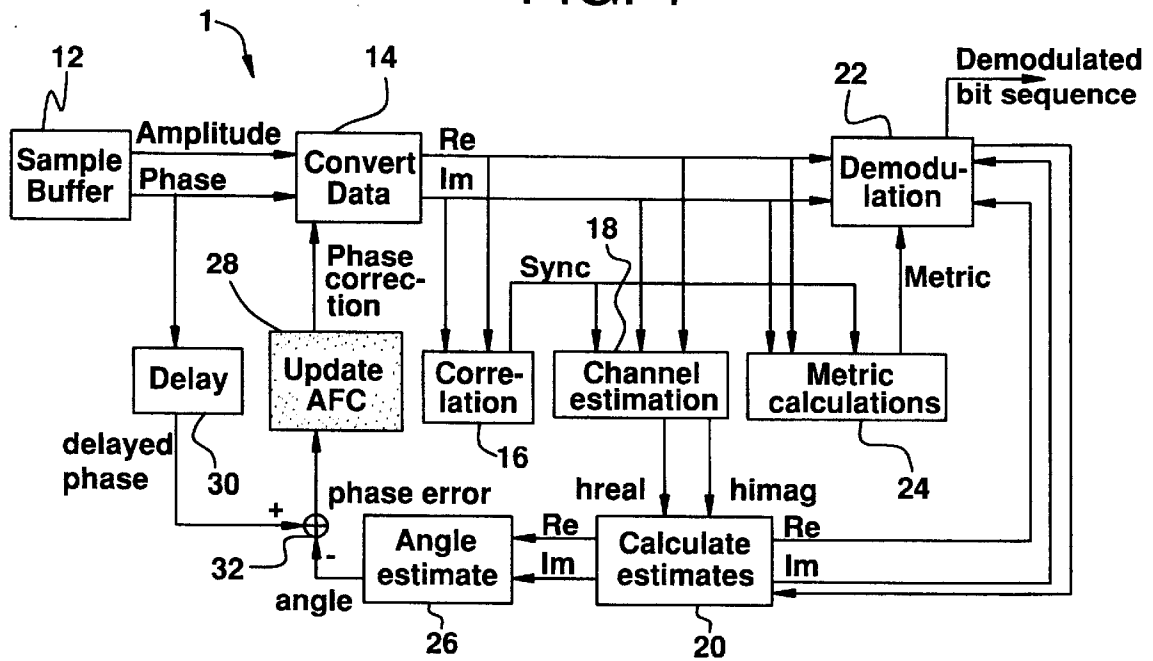 1
12
14
22
Demodulated
bit sequence
Amplitude
Re
Sample
Buffer
Convert
Data
Demodu-
lation
Phase
Im
18
28
Phase
correc-
tion
Sync
Metric
Delay
Update
AFC
Corre-
lation
Channel
estimation
Metric
calculations
delayed
phase
30
16
24
phase error
hreal
himag
+
Re
Re
Angle
estimate
Calculate
estimates
32
-
Im
Im
angle
26
20